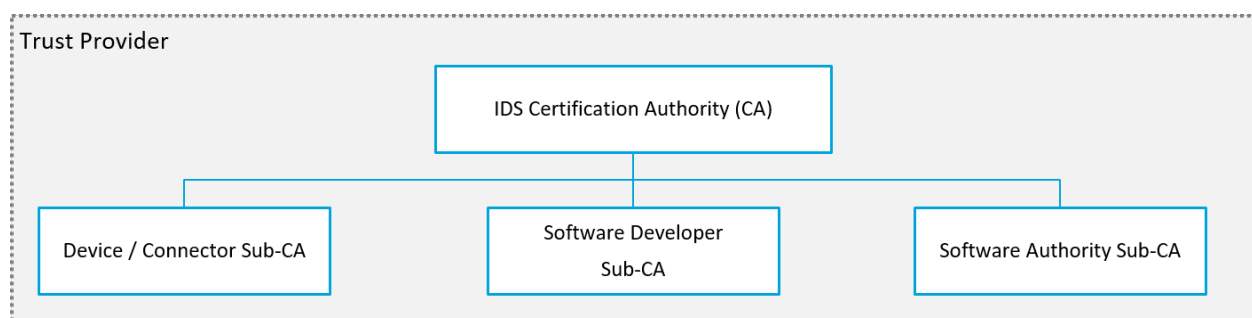 Trust Provider
IDS Certification Authority (CA)
Device / Connector Sub-CA
Software Developer
Sub-CA
Software Authority Sub-CA